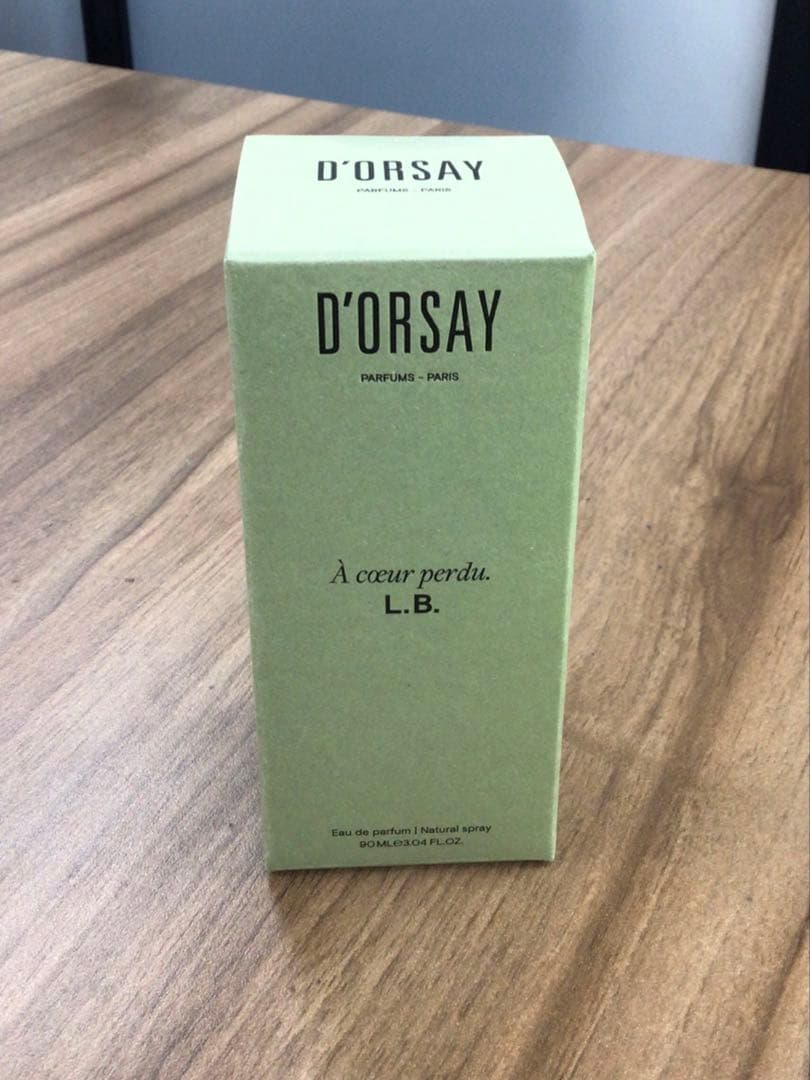 D'ORSAY
PARFUMS - PARIS
D'ORSAY
PARFUMS - PARIS
À cœur perdu.
L.B.
Eau de parfum | Natural spray
90 ML℮3.04 FL.OZ.